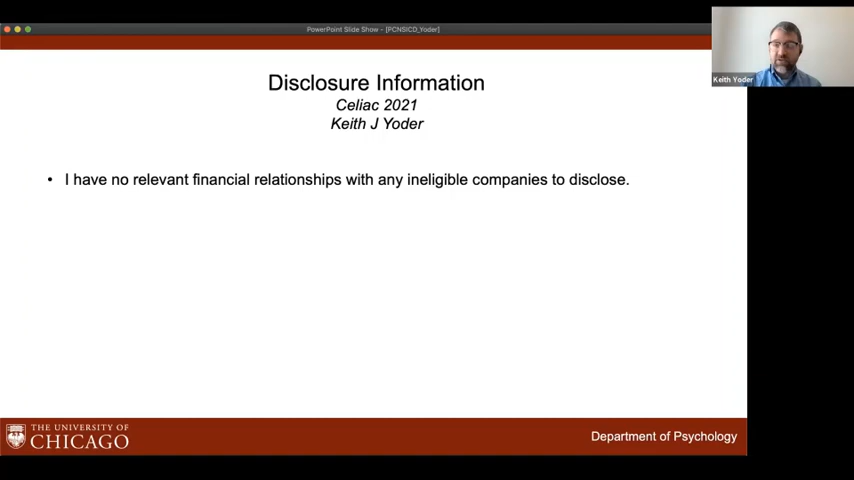 PowerPoint Slide Show - [PCNSICD_Yoder]
Keith Yoder
Disclosure Information
Celiac 2021
Keith J Yoder
• I have no relevant financial relationships with any ineligible companies to disclose.
THE UNIVERSITY OF
CHICAGO
Department of Psychology